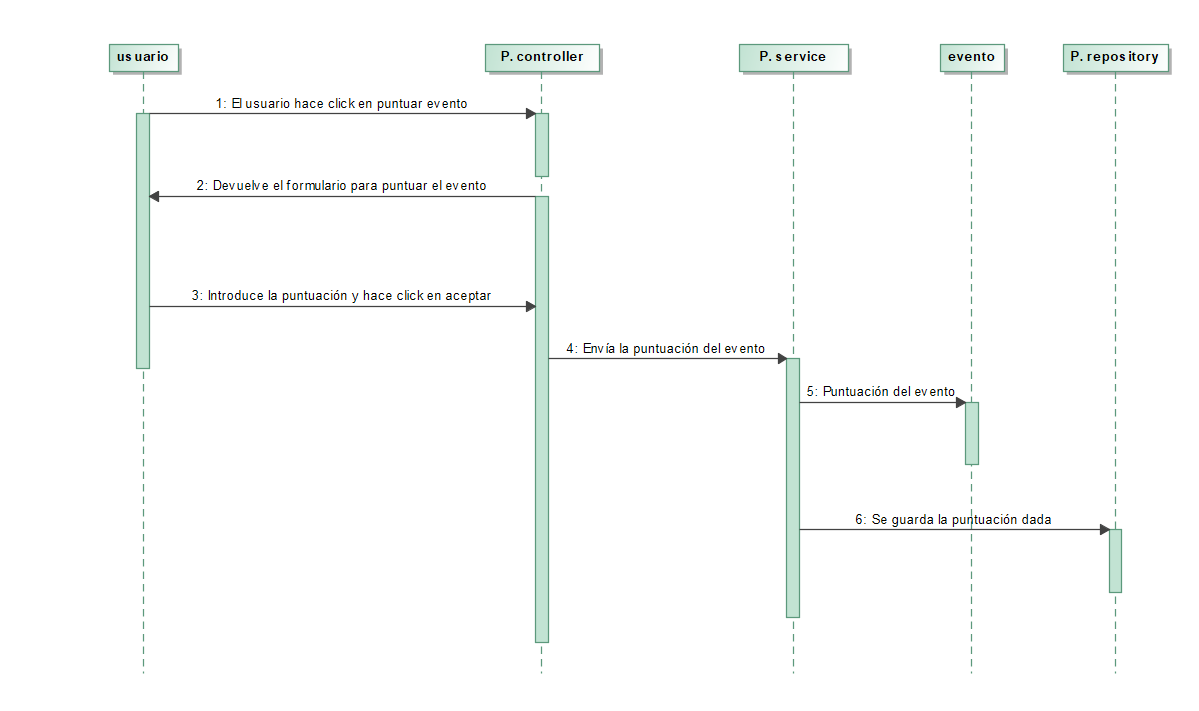 usuario
P. controller
P. service
evento
P. repository
1: El usuario hace click en puntuar evento
2: Devuelve el formulario para puntuar el evento
3: Introduce la puntuación y hace click en aceptar
4: Envía la puntuación del evento
5: Puntuación del evento
6: Se guarda la puntuación dada